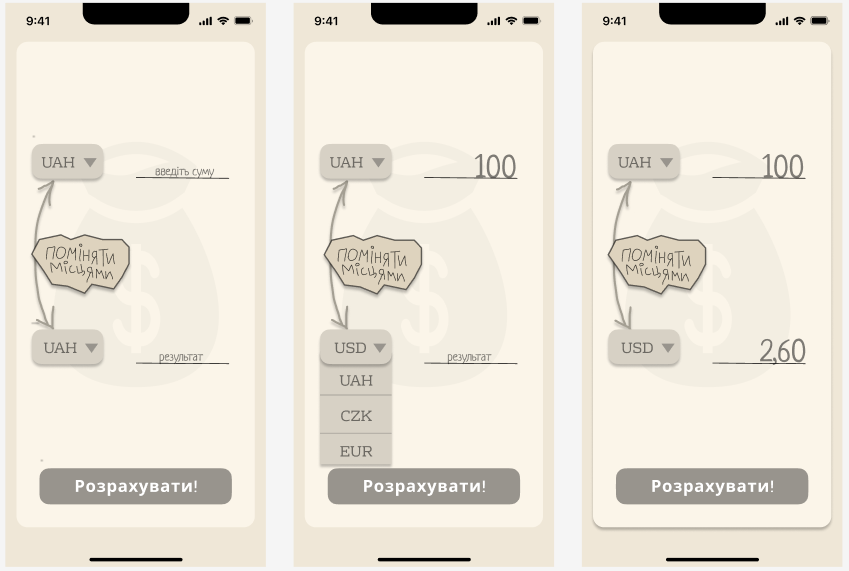 9:41
UAH
введіть суму
ПОМІНЯТИ
МІСЦЯМИ
UAH
результат
Розрахувати!
9:41
UAH
100
ПОМІНЯТИ
МІСЦЯМИ
USD
результат
UAH
CZK
EUR
Розрахувати!
9:41
UAH
100
ПОМІНЯТИ
МІСЦЯМИ
USD
2,60
Розрахувати!